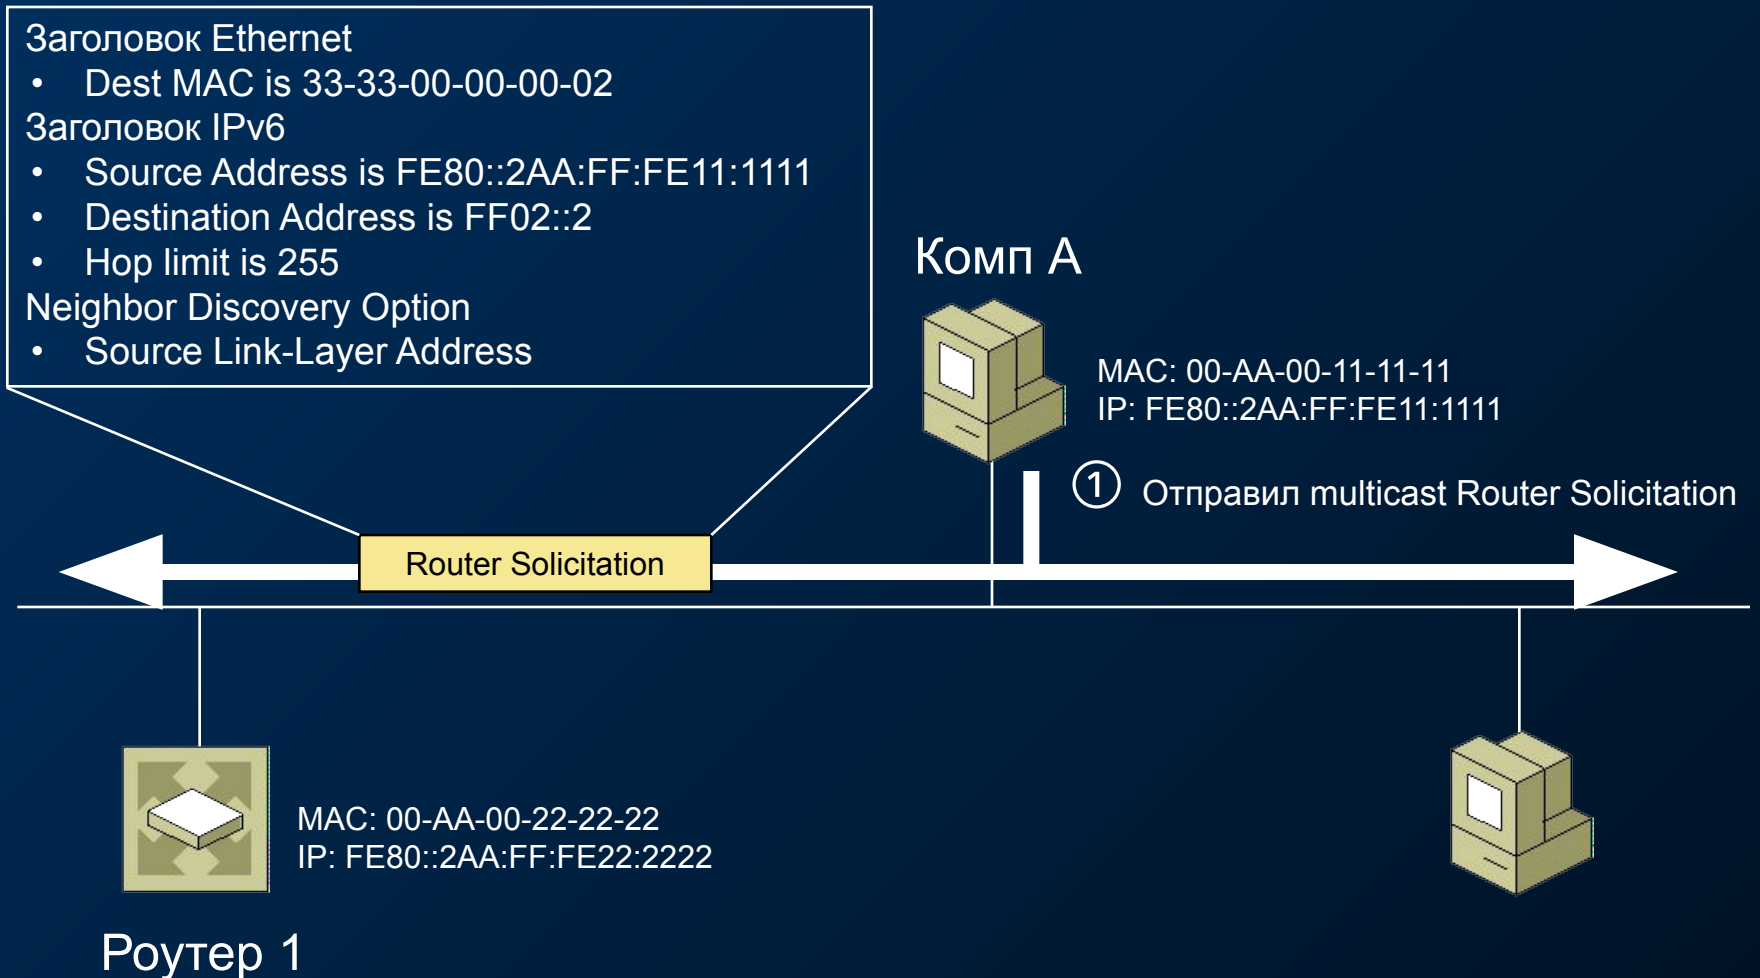 Заголовок Ethernet
• Dest MAC is 33-33-00-00-00-02
Заголовок IPv6
• Source Address is FE80::2AA:FF:FE11:1111
• Destination Address is FF02::2
• Hop limit is 255
Neighbor Discovery Option
• Source Link-Layer Address
Комп А
MAC: 00-AA-00-11-11-11
IP: FE80::2AA:FF:FE11:1111
① Отправил multicast Router Solicitation
Router Solicitation
MAC: 00-AA-00-22-22-22
IP: FE80::2AA:FF:FE22:2222
Роутер 1